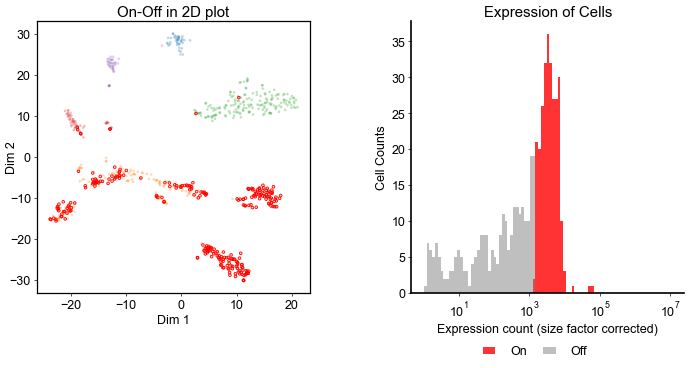 On-Off in 2D plot
30
20
10
0
−10
−20
−30
Dim 2
−20 −10 0 10 20
Dim 1
Expression of Cells
35
30
25
20
15
10
5
0
Cell Counts
10^1 10^3 10^5 10^7
Expression count (size factor corrected)
On Off